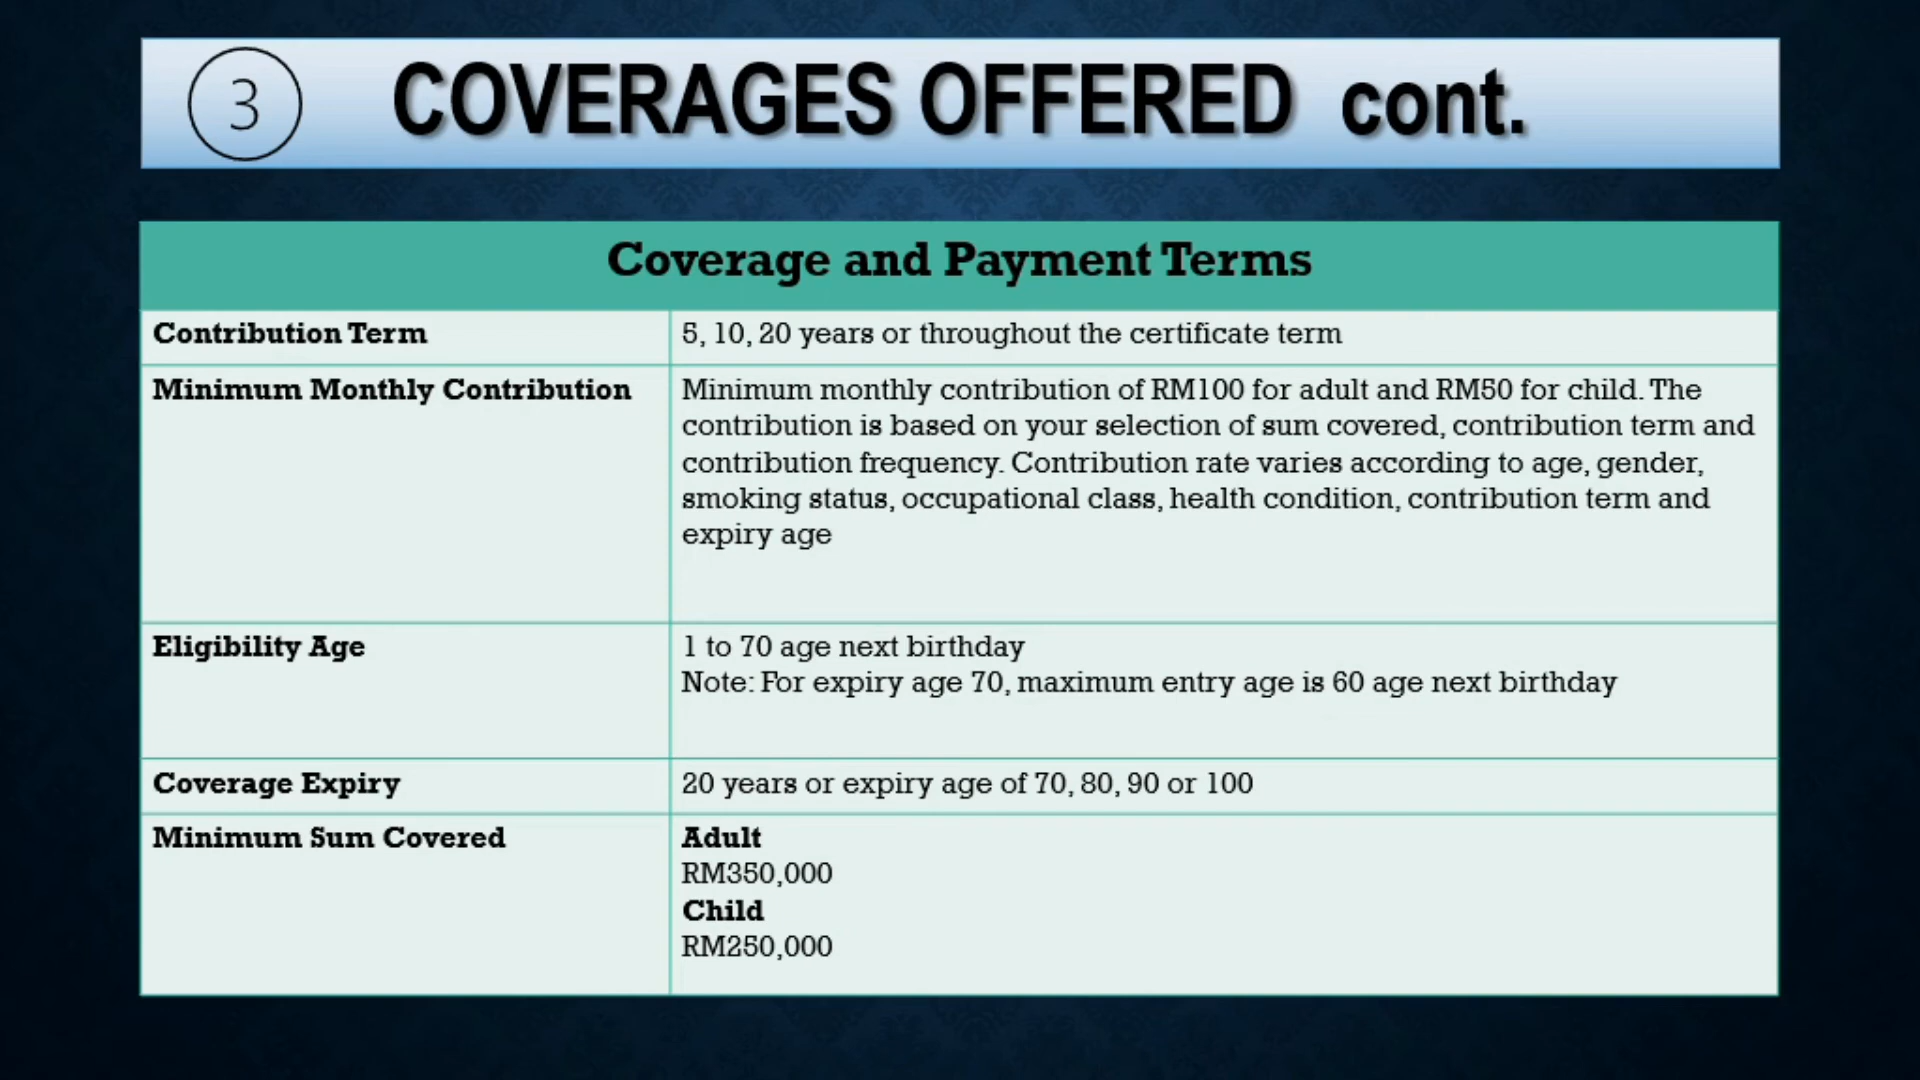 3 COVERAGES OFFERED cont.
Coverage and Payment Terms
Contribution Term
5, 10, 20 years or throughout the certificate term
Minimum Monthly Contribution
Minimum monthly contribution of RM100 for adult and RM50 for child. The
contribution is based on your selection of sum covered, contribution term and
contribution frequency. Contribution rate varies according to age, gender,
smoking status, occupational class, health condition, contribution term and
expiry age
Eligibility Age
1 to 70 age next birthday
Note: For expiry age 70, maximum entry age is 60 age next birthday
Coverage Expiry
20 years or expiry age of 70, 80, 90 or 100
Minimum Sum Covered
Adult
RM350,000
Child
RM250,000